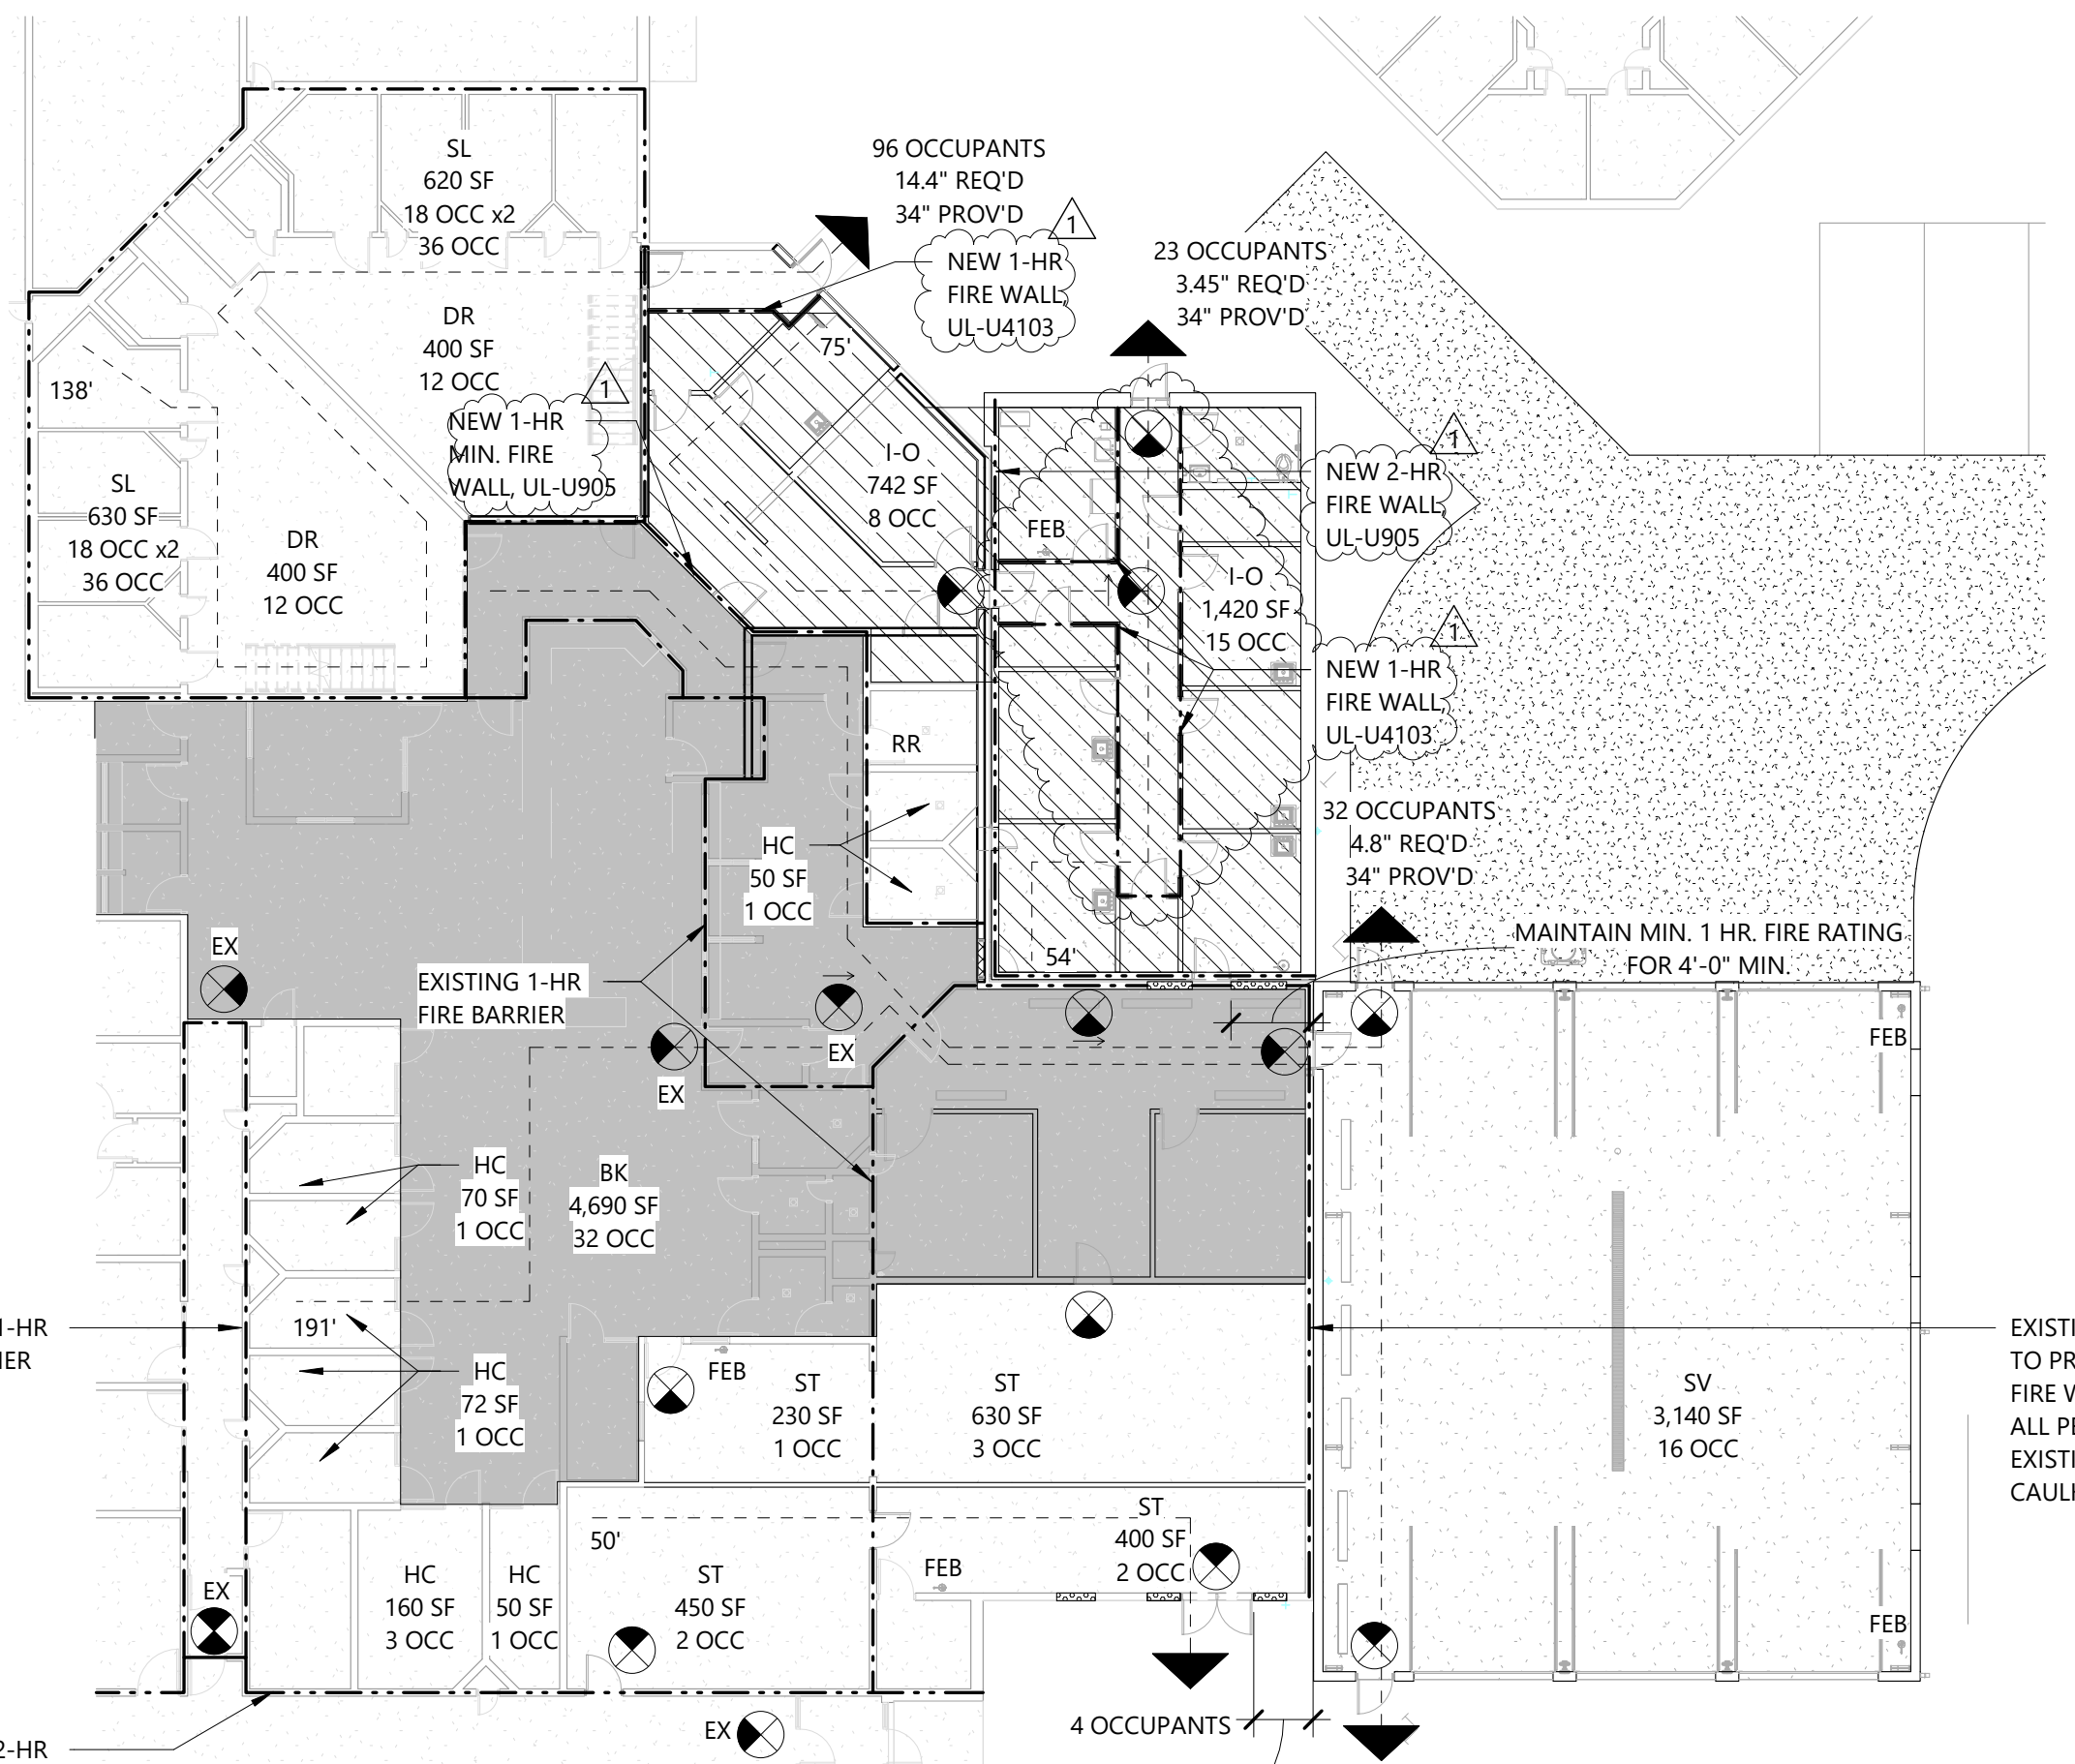 SL
620 SF
18 OCC x2
36 OCC
96 OCCUPANTS
14.4" REQ'D
34" PROV'D
1
NEW 1-HR
FIRE WALL,
UL-U4103
23 OCCUPANTS
3.45" REQ'D
34" PROV'D
DR
400 SF
12 OCC
75'
138'
1
NEW 1-HR
MIN. FIRE
WALL, UL-U905
I-O
742 SF
8 OCC
1
NEW 2-HR
FIRE WALL,
UL-U905
SL
630 SF
18 OCC x2
36 OCC
DR
400 SF
12 OCC
FEB
I-O
1,420 SF
15 OCC
1
NEW 1-HR
FIRE WALL,
UL-U4103
RR
HC
50 SF
1 OCC
32 OCCUPANTS
4.8" REQ'D
34" PROV'D
MAINTAIN MIN. 1 HR. FIRE RATING
FOR 4'-0" MIN.
EX
EXISTING 1-HR
FIRE BARRIER
54'
EX
EX
FEB
HC
70 SF
1 OCC
BK
4,690 SF
32 OCC
1-HR
191'
HC
72 SF
1 OCC
FEB
ST
230 SF
1 OCC
ST
630 SF
3 OCC
SV
3,140 SF
16 OCC
TO
ALL
50'
ST
400 SF
2 OCC
EX
HC
160 SF
3 OCC
HC
50 SF
1 OCC
ST
450 SF
2 OCC
FEB
FEB
4 OCCUPANTS
EX
2-HR